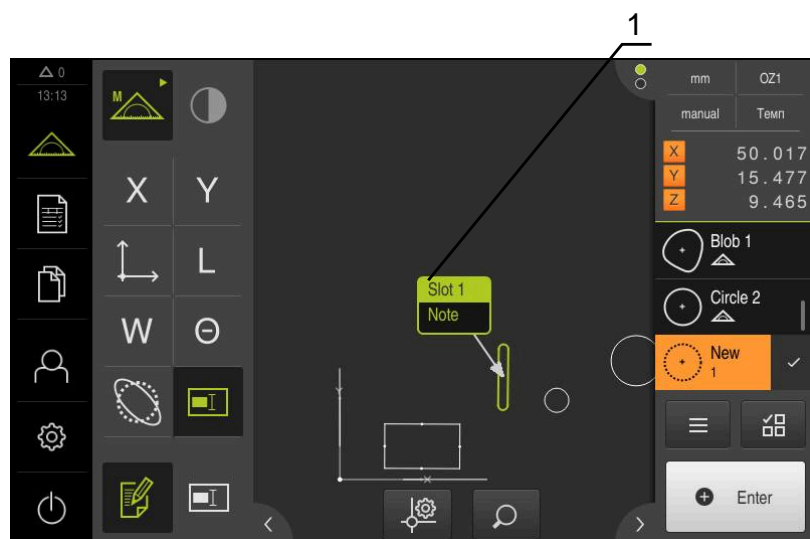 1
0
13:13
M
X
Y
L
W
Θ
Slot 1
Note
Y
X
mm
OZ1
manual
Темп
X 50.017
Y 15.477
Z 9.465
Blob 1
Circle 2
New
1
Enter